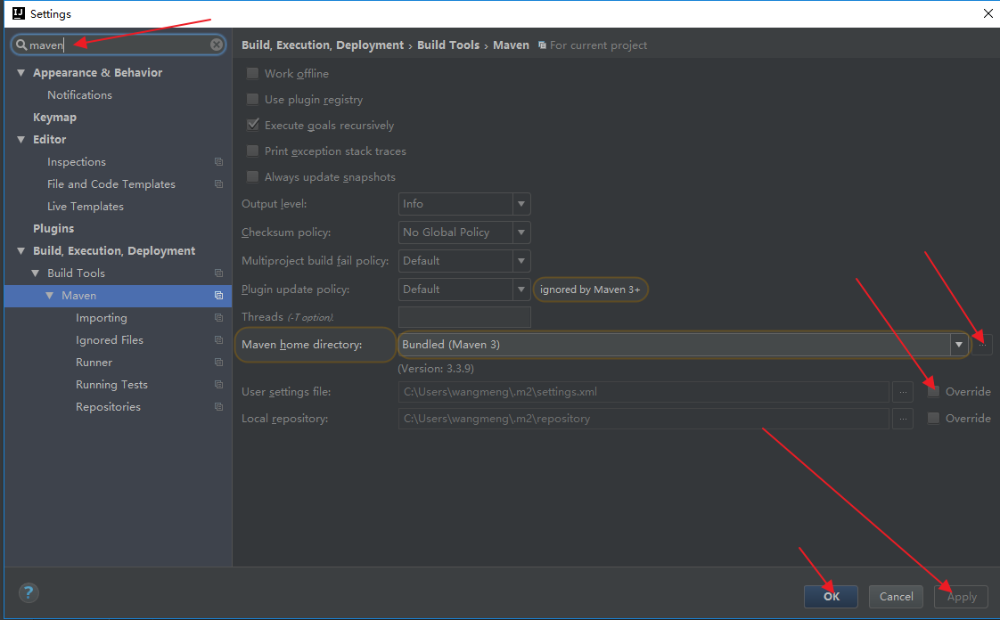 Settings
maven
Build, Execution, Deployment › Build Tools › Maven For current project
Appearance & Behavior
Notifications
Keymap
Editor
Inspections
File and Code Templates
Live Templates
Plugins
Build, Execution, Deployment
Build Tools
Maven
Importing
Ignored Files
Runner
Running Tests
Repositories
Work offline
Use plugin registry
Execute goals recursively
Print exception stack traces
Always update snapshots
Output level: Info
Checksum policy: No Global Policy
Multiproject build fail policy: Default
Plugin update policy: Default ignored by Maven 3+
Threads (-T option).
Maven home directory: Bundled (Maven 3) ...
(Version: 3.3.9)
User settings file: C:\Users\wangmeng\.m2\settings.xml ... Override
Local repository: C:\Users\wangmeng\.m2\repository ... Override
? OK Cancel Apply